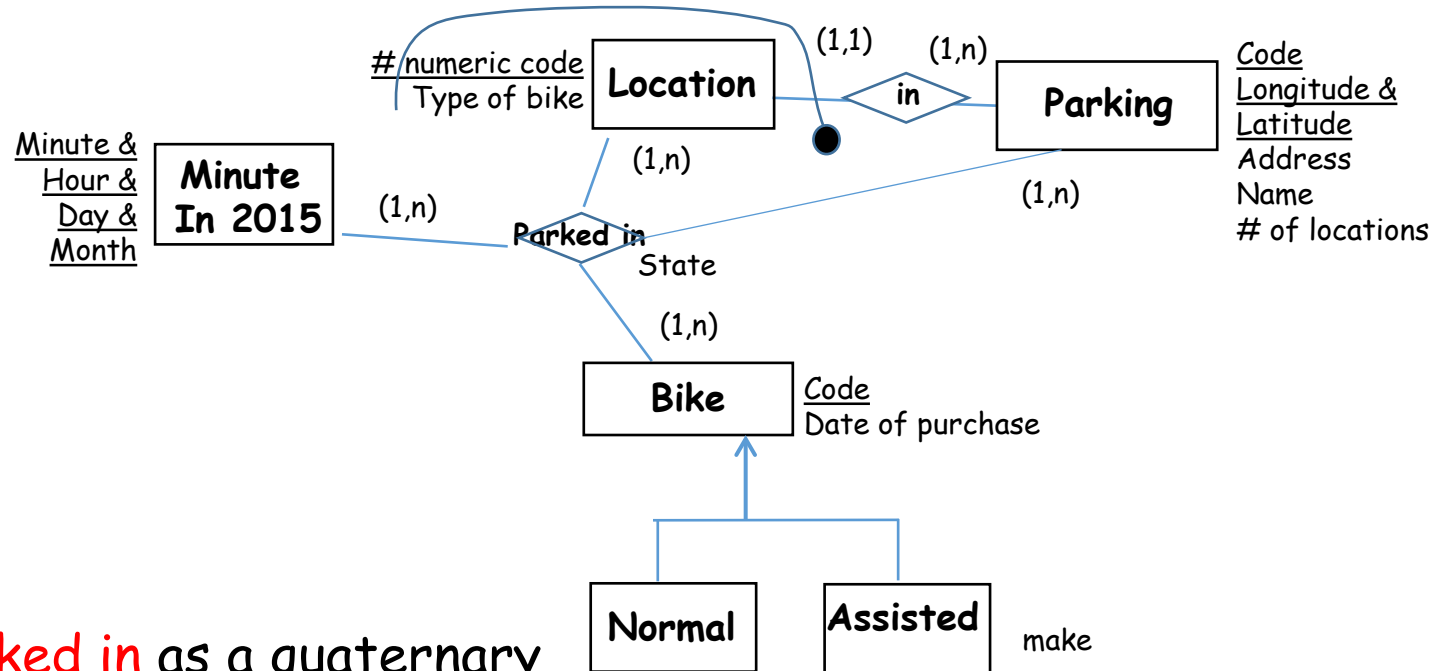 (1,1)
(1,n)
# numeric code
Type of bike
Location
in
Parking
Code
Longitude &
Latitude
Address
Name
# of locations
Minute &
Hour &
Day &
Month
Minute
In 2015
(1,n)
(1,n)
(1,n)
Parked in
State
(1,n)
Bike
Code
Date of purchase
Normal
Assisted
make
ked in as a quaternary